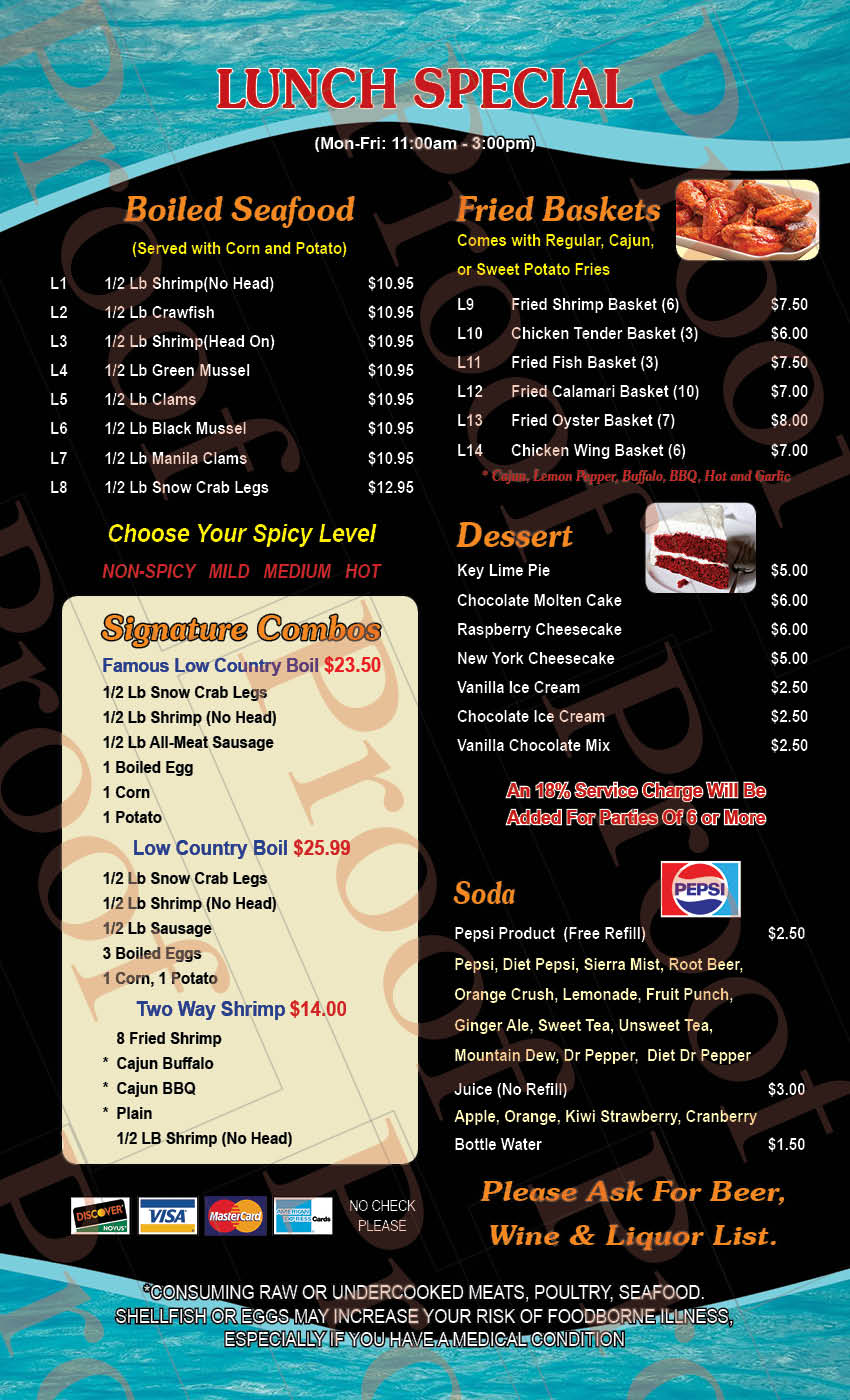 LUNCH SPECIAL
(Mon-Fri: 11:00am - 3:00pm)
Boiled Seafood
(Served with Corn and Potato)
L1 1/2 Lb Shrimp(No Head) $10.95
L2 1/2 Lb Crawfish $10.95
L3 1/2 Lb Shrimp(Head On) $10.95
L4 1/2 Lb Green Mussel $10.95
L5 1/2 Lb Clams $10.95
L6 1/2 Lb Black Mussel $10.95
L7 1/2 Lb Manila Clams $10.95
L8 1/2 Lb Snow Crab Legs $12.95
Choose Your Spicy Level
NON-SPICY MILD MEDIUM HOT
Signature Combos
Famous Low Country Boil $23.50
1/2 Lb Snow Crab Legs
1/2 Lb Shrimp (No Head)
1/2 Lb All-Meat Sausage
1 Boiled Egg
1 Corn
1 Potato
Low Country Boil $25.99
1/2 Lb Snow Crab Legs
1/2 Lb Shrimp (No Head)
1/2 Lb Sausage
3 Boiled Eggs
1 Corn, 1 Potato
Two Way Shrimp $14.00
8 Fried Shrimp
* Cajun Buffalo
* Cajun BBQ
* Plain
1/2 LB Shrimp (No Head)
DISCOVER
NOVUS
VISA
MasterCard
AMERICAN
EXPRESS Cards
NO CHECK
PLEASE
Fried Baskets
Comes with Regular, Cajun,
or Sweet Potato Fries
L9 Fried Shrimp Basket (6) $7.50
L10 Chicken Tender Basket (3) $6.00
L11 Fried Fish Basket (3) $7.50
L12 Fried Calamari Basket (10) $7.00
L13 Fried Oyster Basket (7) $8.00
L14 Chicken Wing Basket (6) $7.00
* Cajun, Lemon Pepper, Buffalo, BBQ, Hot and Garlic
Dessert
Key Lime Pie $5.00
Chocolate Molten Cake $6.00
Raspberry Cheesecake $6.00
New York Cheesecake $5.00
Vanilla Ice Cream $2.50
Chocolate Ice Cream $2.50
Vanilla Chocolate Mix $2.50
An 18% Service Charge Will Be
Added For Parties Of 6 or More
Soda
PEPSI
Pepsi Product (Free Refill) $2.50
Pepsi, Diet Pepsi, Sierra Mist, Root Beer,
Orange Crush, Lemonade, Fruit Punch,
Ginger Ale, Sweet Tea, Unsweet Tea,
Mountain Dew, Dr Pepper, Diet Dr Pepper
Juice (No Refill) $3.00
Apple, Orange, Kiwi Strawberry, Cranberry
Bottle Water $1.50
Please Ask For Beer,
Wine & Liquor List.
*CONSUMING RAW OR UNDERCOOKED MEATS, POULTRY, SEAFOOD.
SHELLFISH OR EGGS MAY INCREASE YOUR RISK OF FOODBORNE ILLNESS,
ESPECIALLY IF YOU HAVE A MEDICAL CONDITION
Proof
Proof
Proof
Proof
Proof
Proof
Proof
Proof
Proof